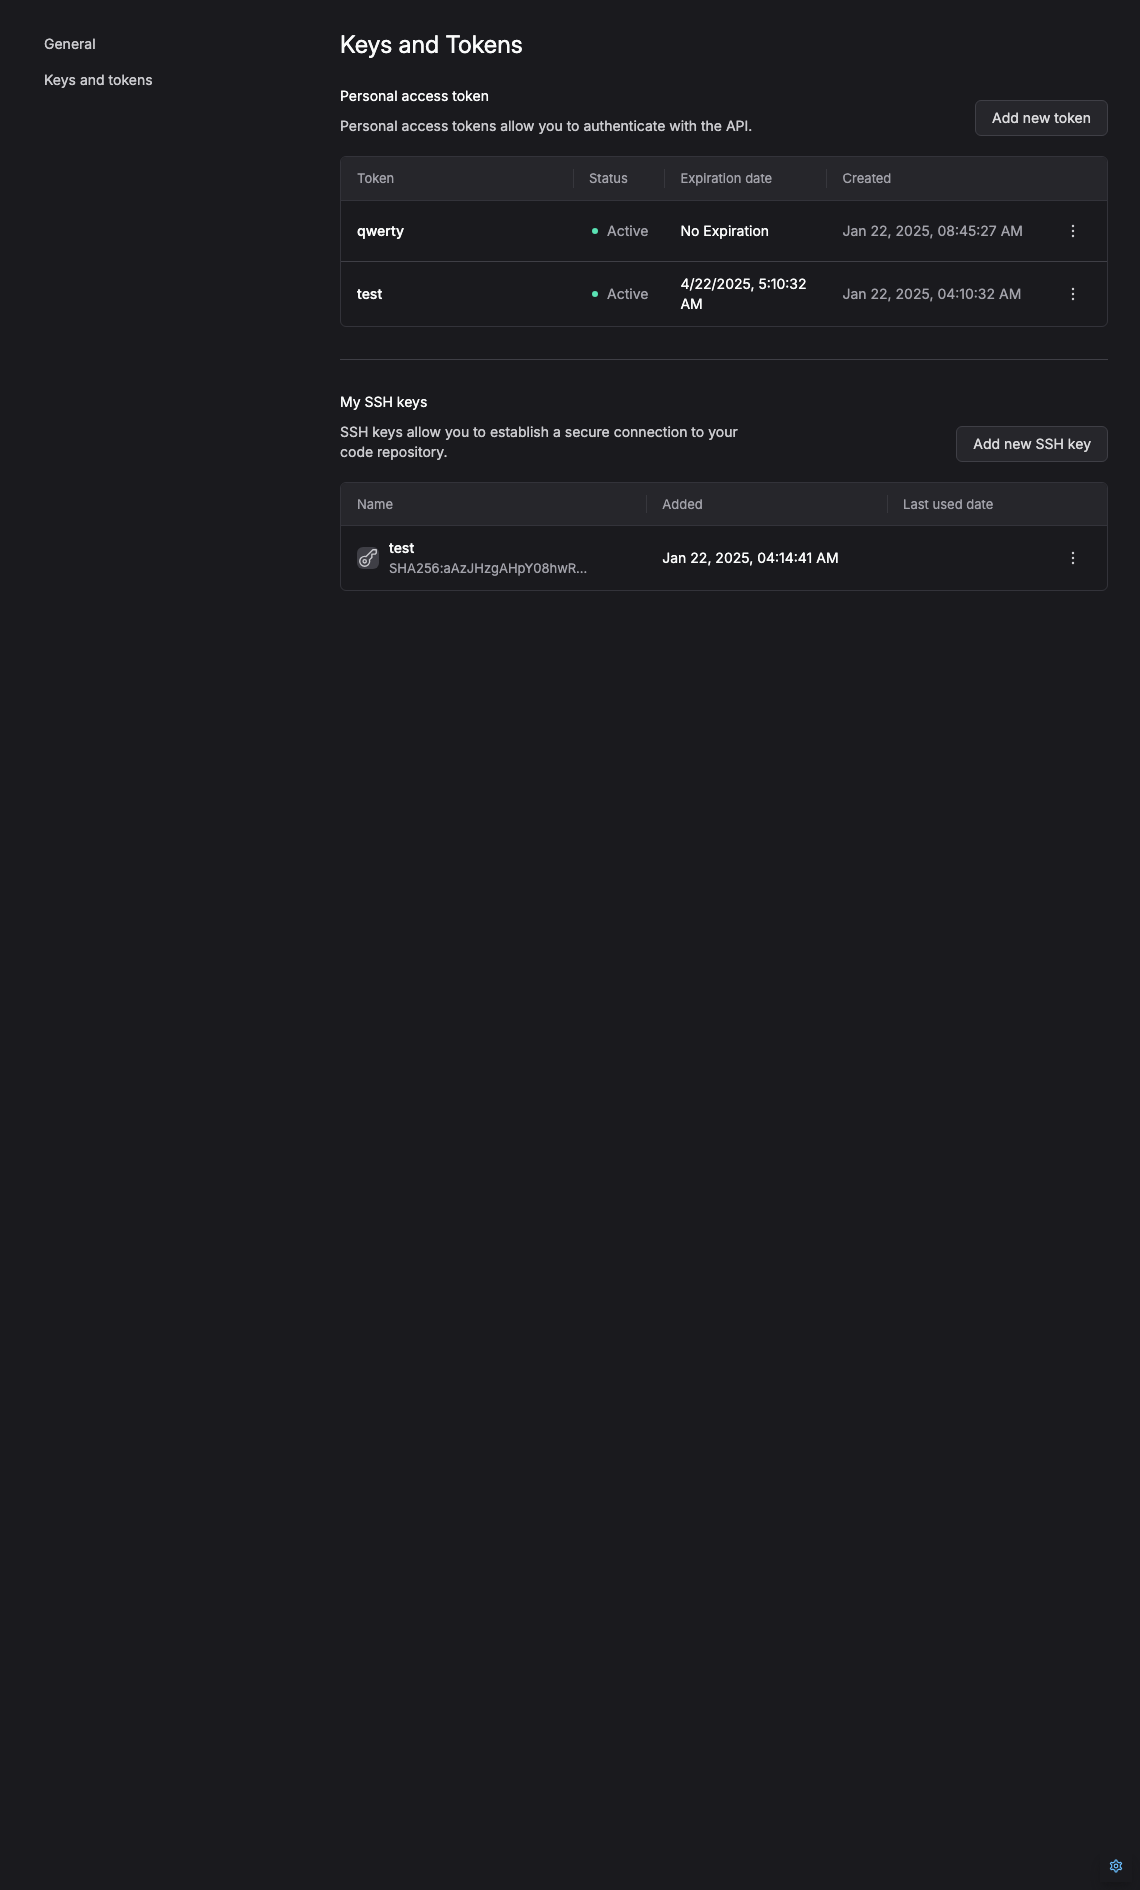 General
Keys and tokens
Keys and Tokens
Personal access token
Personal access tokens allow you to authenticate with the API.
Add new token
Token Status Expiration date Created
qwerty Active No Expiration Jan 22, 2025, 08:45:27 AM
test Active 4/22/2025, 5:10:32 AM Jan 22, 2025, 04:10:32 AM
My SSH keys
SSH keys allow you to establish a secure connection to your
code repository.
Add new SSH key
Name Added Last used date
test
SHA256:aAzJHzgAHpY08hwR...
Jan 22, 2025, 04:14:41 AM